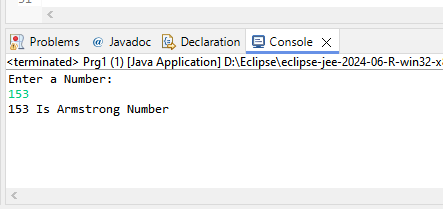 Problems @ Javadoc Declaration Console
<terminated> Prg1 (1) [Java Application] D:\Eclipse\eclipse-jee-2024-06-R-win32-x
Enter a Number:
153
153 Is Armstrong Number